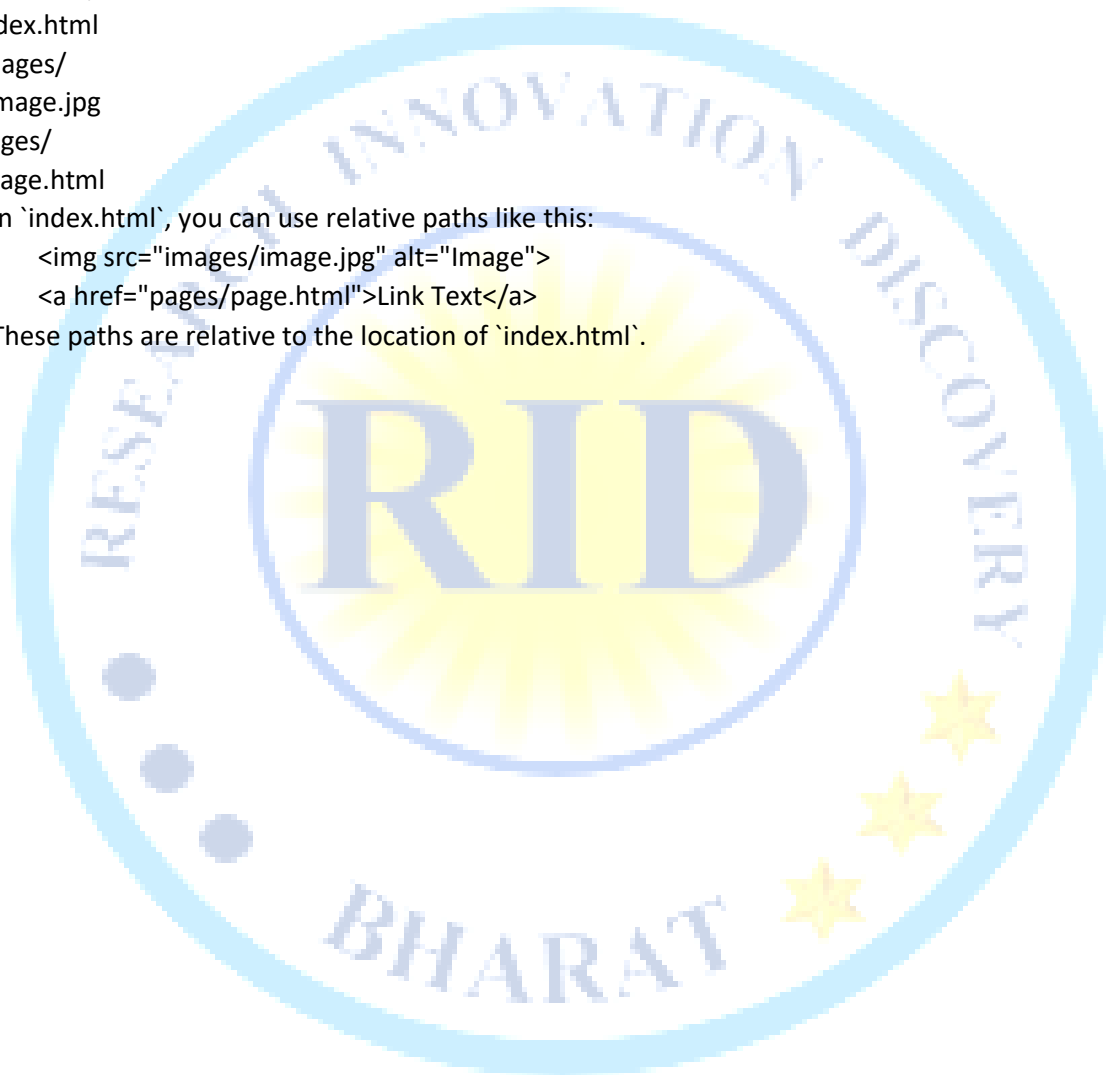 dex.html
ages/
mage.jpg
ges/
age.html
n `index.html`, you can use relative paths like this:
<img src="images/image.jpg" alt="Image">
<a href="pages/page.html">Link Text</a>
These paths are relative to the location of `index.html`.
RESEARCH INNOVATION DISCOVERY
RID
BHARAT